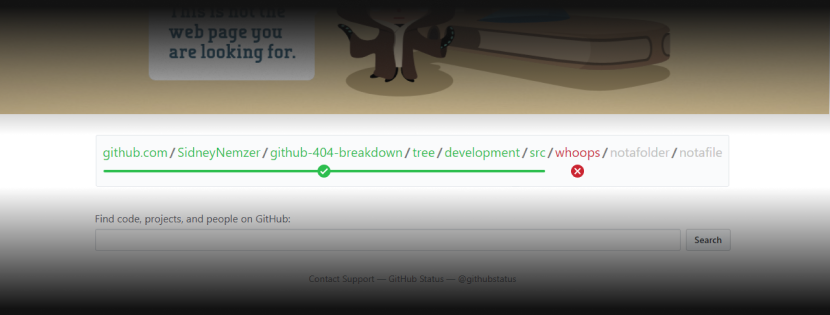 This is not the
web page you
are looking for.
github.com / SidneyNemzer / github-404-breakdown / tree / development / src / whoops / notafolder / notafile
Find code, projects, and people on GitHub:
Search
Contact Support — GitHub Status — @githubstatus